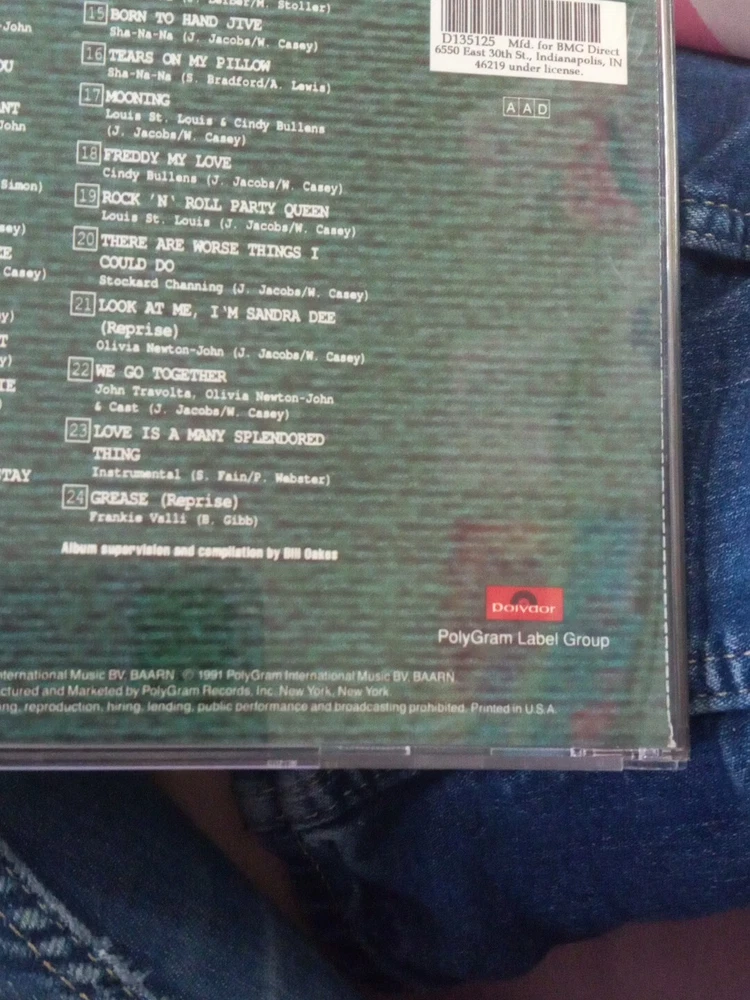 Stoller)
15 BORN TO HAND JIVE
Sha-Na-Na (J. Jacobs/W. Casey)
16 TEARS ON MY PILLOW
Sha-Na-Na (S. Bradford/A. Lewis)
17 MOONING
Louis St. Louis & Cindy Bullens
(J. Jacobs/W. Casey)
18 FREDDY MY LOVE
Cindy Bullens (J. Jacobs/W. Casey)
19 ROCK 'N' ROLL PARTY QUEEN
Louis St. Louis (J. Jacobs/W. Casey)
20 THERE ARE WORSE THINGS I
COULD DO
Stockard Channing (J. Jacobs/W. Casey)
21 LOOK AT ME, I'M SANDRA DEE
(Reprise)
Olivia Newton-John (J. Jacobs/W. Casey)
22 WE GO TOGETHER
John Travolta, Olivia Newton-John
& Cast (J. Jacobs/W. Casey)
23 LOVE IS A MANY SPLENDORED
THING
Instrumental (S. Fain/P. Webster)
24 GREASE (Reprise)
Frankie Valli (B. Gibb)
Album supervision and compilation by Bill Oakes
-John
OU
ANT
John
Simon)
sey)
EE
Casey)
y)
T
y)
IE
)
STAY
D135125 Mfd. for BMG Direct
6550 East 30th St., Indianapolis, IN
46219 under license.
AAD
Polydor
PolyGram Label Group
nternational Music BV, BAARN © 1991 PolyGram International Music BV, BAARN
ctured and Marketed by PolyGram Records, Inc. New York, New York
ng, reproduction, hiring, lending, public performance and broadcasting prohibited. Printed in U.S.A.